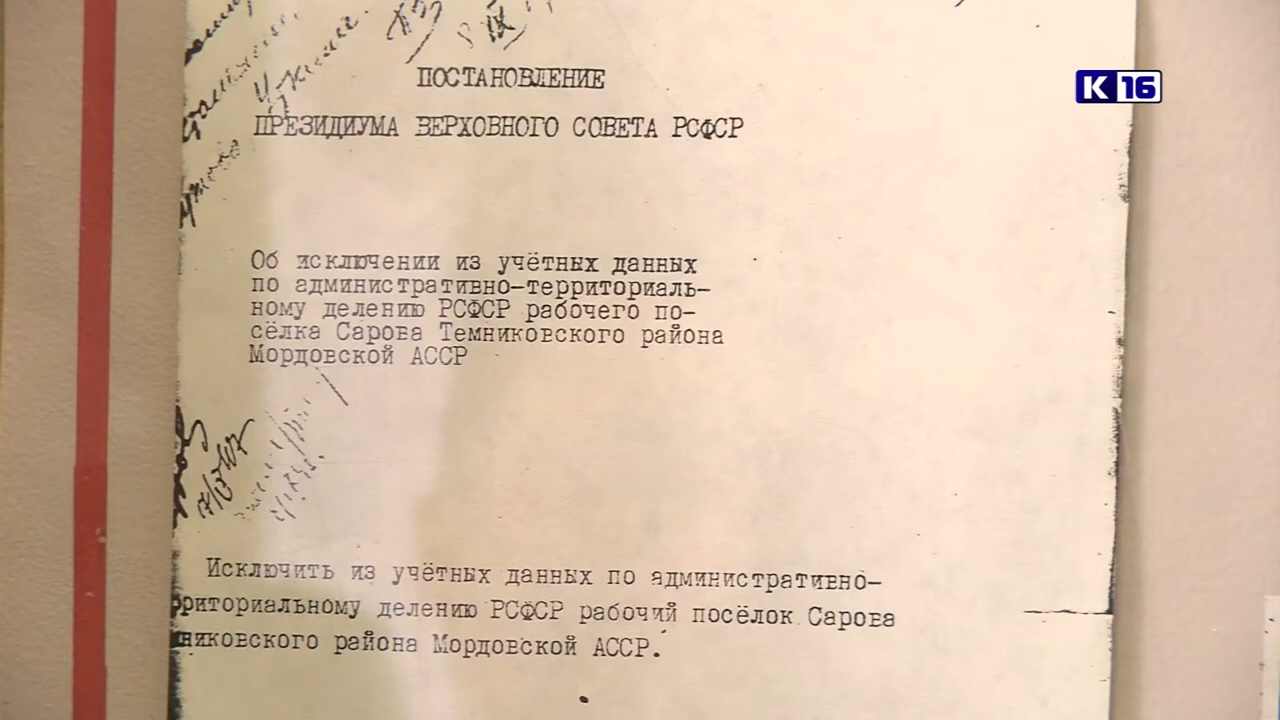 К 16
ПОСТАНОВЛЕНИЕ
ПРЕЗИДИУМА ВЕРХОВНОГО СОВЕТА РСФСР
Об исключении из учётных данных
по административно-территориаль-
ному делению РСФСР рабочего по-
сёлка Сарова Темниковского района
Мордовской АССР
Исключить из учётных данных по административно-
рриториальному делению РСФСР рабочий посёлок Сарова
никовского района Мордовской АССР.